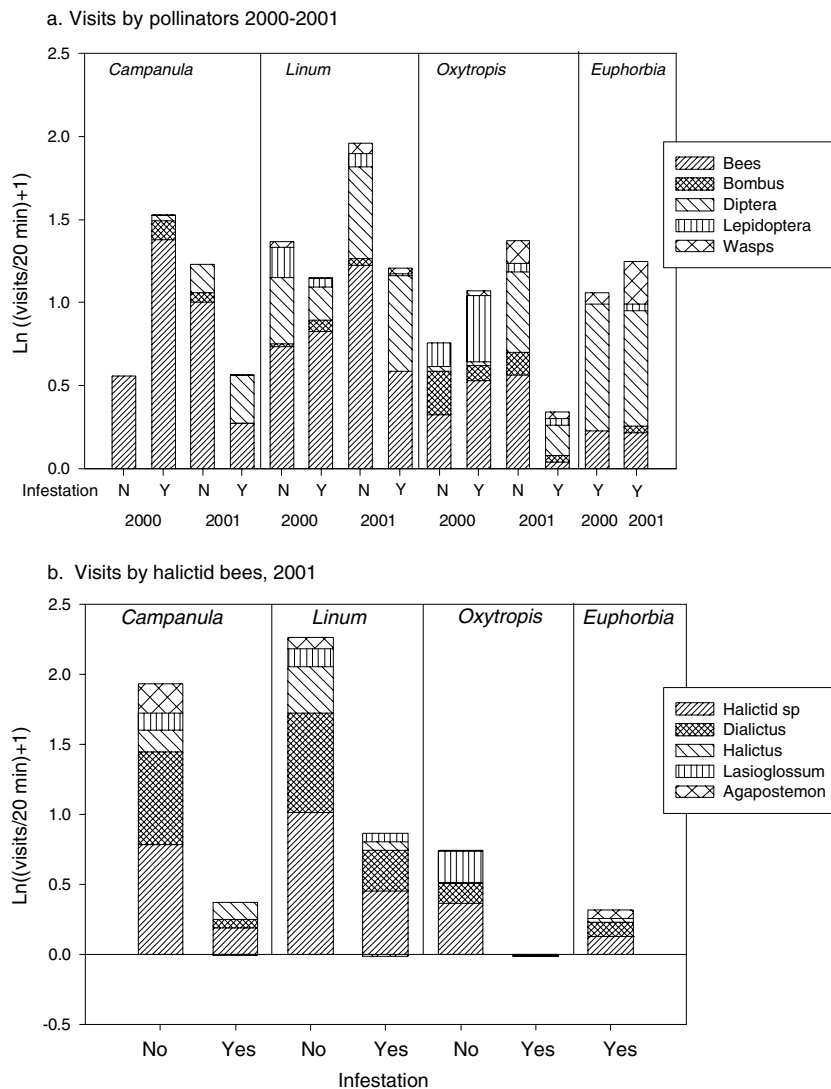 a. Visits by pollinators 2000-2001
2.5
Campanula Linum Oxytropis Euphorbia
2.0
1.5
1.0
0.5
0.0
Ln ((visits/20 min)+1)
Bees
Bombus
Diptera
Lepidoptera
Wasps
Infestation N Y N Y N Y N Y N Y N Y Y Y
2000 2001 2000 2001 2000 2001 2000 2001
b. Visits by halictid bees, 2001
2.5
Campanula Linum Oxytropis Euphorbia
2.0
1.5
1.0
0.5
0.0
-0.5
Ln((visits/20 min)+1)
Halictid sp
Dialictus
Halictus
Lasioglossum
Agapostemon
No Yes No Yes No Yes Yes
Infestation